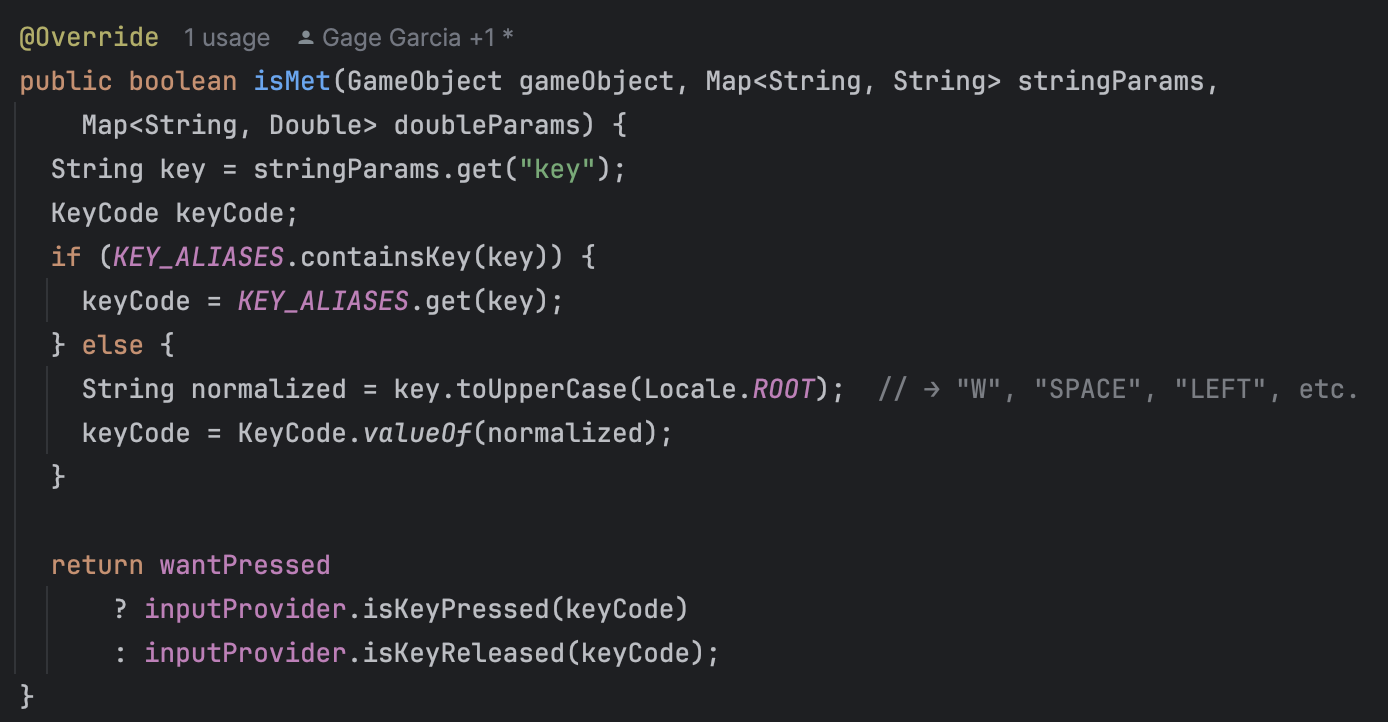 @Override 1 usage Gage Garcia +1 *
public boolean isMet(GameObject gameObject, Map<String, String> stringParams,
    Map<String, Double> doubleParams) {
  String key = stringParams.get("key");
  KeyCode keyCode;
  if (KEY_ALIASES.containsKey(key)) {
    keyCode = KEY_ALIASES.get(key);
  } else {
    String normalized = key.toUpperCase(Locale.ROOT);  // → "W", "SPACE", "LEFT", etc.
    keyCode = KeyCode.valueOf(normalized);
  }

  return wantPressed
      ? inputProvider.isKeyPressed(keyCode)
      : inputProvider.isKeyReleased(keyCode);
}